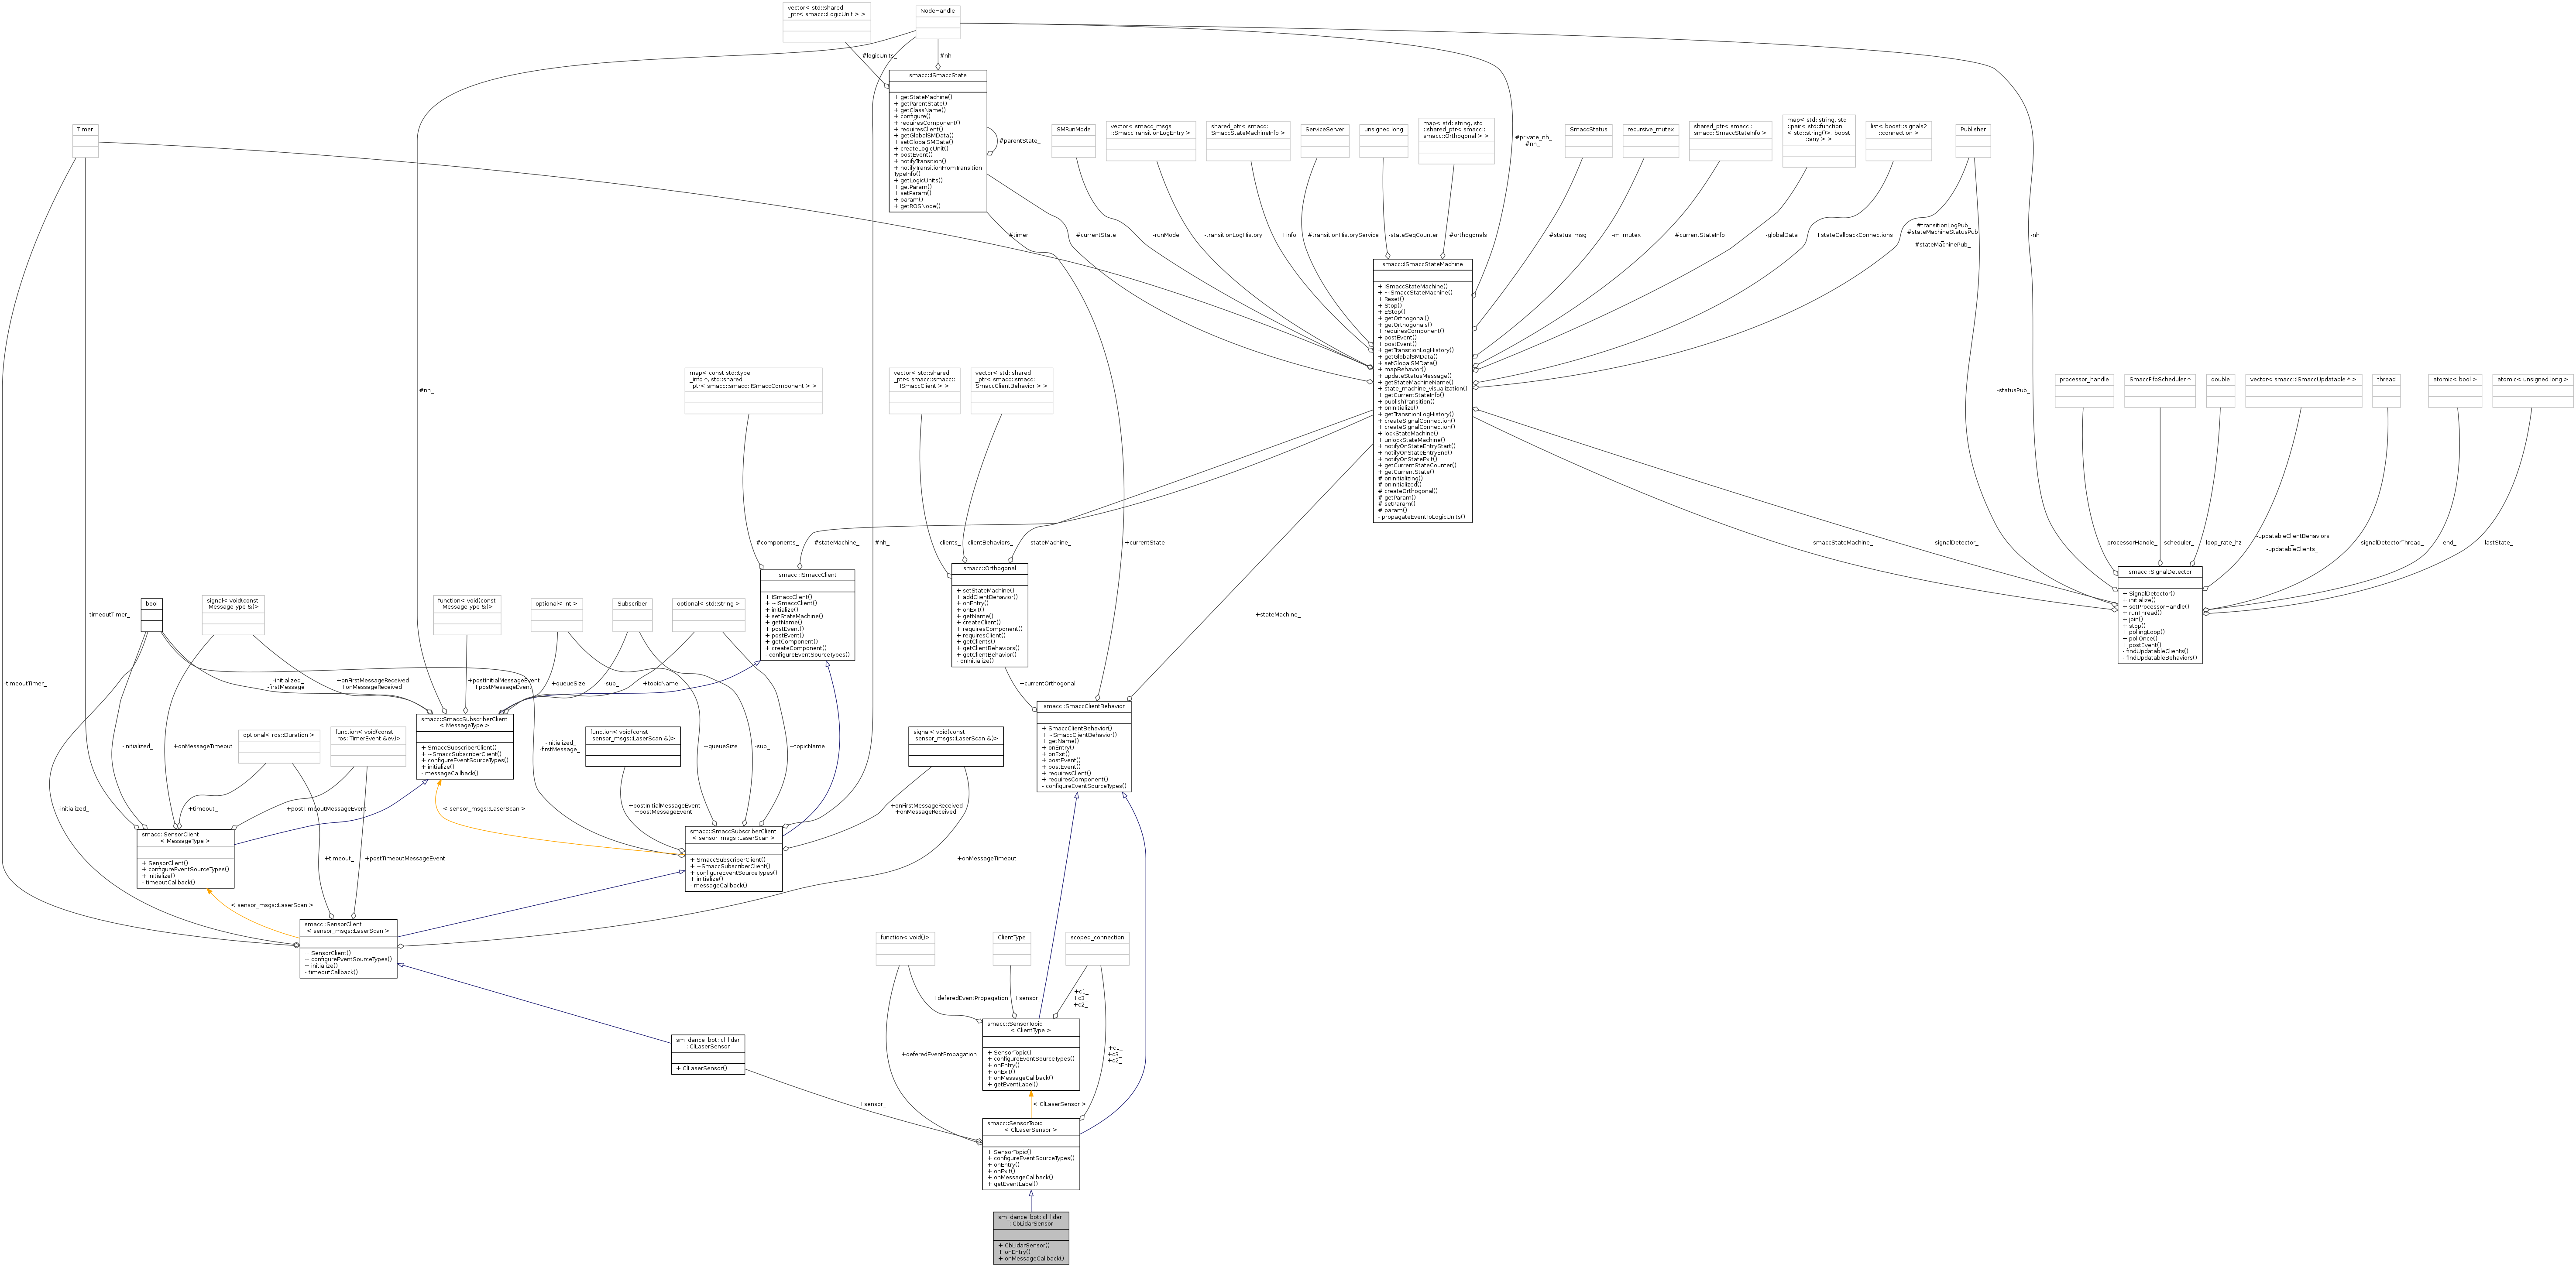 vector< std::shared
_ptr< smacc::LogicUnit > >
NodeHandle
#logicUnits_
#nh
smacc::ISmaccState
+ getStateMachine()
+ getParentState()
+ getClassName()
+ configure()
+ requiresComponent()
+ requiresClient()
+ getGlobalSMData()
+ setGlobalSMData()
+ createLogicUnit()
+ postEvent()
+ notifyTransition()
+ notifyTransitionFromTransition
TypeInfo()
+ getLogicUnits()
+ getParam()
+ setParam()
+ param()
+ getROSNode()
#parentState_
Timer
SMRunMode
vector< smacc_msgs
::SmaccTransitionLogEntry >
shared_ptr< smacc::
SmaccStateMachineInfo >
ServiceServer
unsigned long
map< std::string, std
::shared_ptr< smacc::
smacc::Orthogonal > >
#private_nh_
#nh_
SmaccStatus
recursive_mutex
shared_ptr< smacc::
smacc::SmaccStateInfo >
map< std::string, std
::pair< std::function
< std::string()>, boost
::any > >
list< boost::signals2
::connection >
Publisher
#timer_
#currentState_
-runMode_
-transitionLogHistory_
+info_
#transitionHistoryService_
-stateSeqCounter_
#orthogonals_
#status_msg_
-m_mutex_
#currentStateInfo_
-globalData_
+stateCallbackConnections
#transitionLogPub_
#stateMachineStatusPub
_
#stateMachinePub_
-nh_
smacc::ISmaccStateMachine
+ ISmaccStateMachine()
+ ~ISmaccStateMachine()
+ Reset()
+ Stop()
+ EStop()
+ getOrthogonal()
+ getOrthogonals()
+ requiresComponent()
+ postEvent()
+ postEvent()
+ getTransitionLogHistory()
+ getGlobalSMData()
+ setGlobalSMData()
+ mapBehavior()
+ updateStatusMessage()
+ getStateMachineName()
+ state_machine_visualization()
+ getCurrentStateInfo()
+ publishTransition()
+ onInitialize()
+ getTransitionLogHistory()
+ createSignalConnection()
+ createSignalConnection()
+ lockStateMachine()
+ unlockStateMachine()
+ notifyOnStateEntryStart()
+ notifyOnStateEntryEnd()
+ notifyOnStateExit()
+ getCurrentStateCounter()
+ getCurrentState()
# onInitializing()
# onInitialized()
# createOrthogonal()
# getParam()
# setParam()
# param()
- propagateEventToLogicUnits()
#nh_
map< const std::type
_info *, std::shared
_ptr< smacc::smacc::ISmaccComponent > >
vector< std::shared
_ptr< smacc::smacc::
ISmaccClient > >
vector< std::shared
_ptr< smacc::smacc::
SmaccClientBehavior > >
-statusPub_
processor_handle
SmaccFifoScheduler *
double
vector< smacc::ISmaccUpdatable * >
thread
atomic< bool >
atomic< unsigned long >
#components_
#stateMachine_
#nh_
-clients_
-clientBehaviors_
-stateMachine_
+currentState
-smaccStateMachine_
-signalDetector_
-processorHandle_
-scheduler_
-loop_rate_hz
-updatableClientBehaviors
_
-updatableClients_
-signalDetectorThread_
-end_
-lastState_
smacc::SignalDetector
+ SignalDetector()
+ initialize()
+ setProcessorHandle()
+ runThread()
+ join()
+ stop()
+ pollingLoop()
+ pollOnce()
+ postEvent()
- findUpdatableClients()
- findUpdatableBehaviors()
smacc::ISmaccClient
+ ISmaccClient()
+ ~ISmaccClient()
+ initialize()
+ setStateMachine()
+ getName()
+ postEvent()
+ postEvent()
+ getComponent()
+ createComponent()
- configureEventSourceTypes()
smacc::Orthogonal
+ setStateMachine()
+ addClientBehavior()
+ onEntry()
+ onExit()
+ getName()
+ createClient()
+ requiresComponent()
+ requiresClient()
+ getClients()
+ getClientBehaviors()
+ getClientBehavior()
- onInitialize()
-timeoutTimer_
bool
signal< void(const
MessageType &)>
function< void(const
MessageType &)>
optional< int >
Subscriber
optional< std::string >
+stateMachine_
-timeoutTimer_
-initialized_
-firstMessage_
+onFirstMessageReceived
+onMessageReceived
+postInitialMessageEvent
+postMessageEvent
+queueSize
-sub_
+topicName
+currentOrthogonal
smacc::SmaccClientBehavior
+ SmaccClientBehavior()
+ ~SmaccClientBehavior()
+ getName()
+ onEntry()
+ onExit()
+ postEvent()
+ postEvent()
+ requiresClient()
+ requiresComponent()
- configureEventSourceTypes()
smacc::SmaccSubscriberClient
< MessageType >
+ SmaccSubscriberClient()
+ ~SmaccSubscriberClient()
+ configureEventSourceTypes()
+ initialize()
- messageCallback()
-initialized_
+onMessageTimeout
optional< ros::Duration >
function< void(const
ros::TimerEvent &ev)>
-initialized_
-firstMessage_
function< void(const
sensor_msgs::LaserScan &)>
+queueSize
-sub_
+topicName
signal< void(const
sensor_msgs::LaserScan &)>
-initialized_
+timeout_
+postTimeoutMessageEvent
< sensor_msgs::LaserScan >
+postInitialMessageEvent
+postMessageEvent
+onFirstMessageReceived
+onMessageReceived
smacc::SensorClient
< MessageType >
+ SensorClient()
+ configureEventSourceTypes()
+ initialize()
- timeoutCallback()
smacc::SmaccSubscriberClient
< sensor_msgs::LaserScan >
+ SmaccSubscriberClient()
+ ~SmaccSubscriberClient()
+ configureEventSourceTypes()
+ initialize()
- messageCallback()
+timeout_
+postTimeoutMessageEvent
+onMessageTimeout
< sensor_msgs::LaserScan >
smacc::SensorClient
< sensor_msgs::LaserScan >
+ SensorClient()
+ configureEventSourceTypes()
+ initialize()
- timeoutCallback()
function< void()>
ClientType
scoped_connection
+deferedEventPropagation
+sensor_
+c1_
+c3_
+c2_
smacc::SensorTopic
< ClientType >
+ SensorTopic()
+ configureEventSourceTypes()
+ onEntry()
+ onExit()
+ onMessageCallback()
+ getEventLabel()
sm_dance_bot::cl_lidar
::ClLaserSensor
+ ClLaserSensor()
+deferedEventPropagation
+c1_
+c3_
+c2_
+sensor_
< ClLaserSensor >
smacc::SensorTopic
< ClLaserSensor >
+ SensorTopic()
+ configureEventSourceTypes()
+ onEntry()
+ onExit()
+ onMessageCallback()
+ getEventLabel()
sm_dance_bot::cl_lidar
::CbLidarSensor
+ CbLidarSensor()
+ onEntry()
+ onMessageCallback()